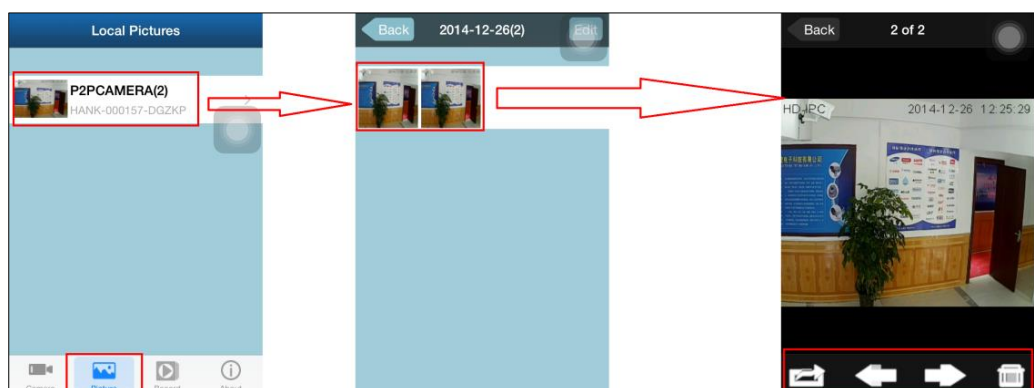 Local Pictures
P2PCAMERA(2)
HANK-000157-DGZKP
Camera
Picture
Record
About
Back
2014-12-26(2)
Edit
Back
2 of 2
HD-IPC
2014-12-26 12:25:29